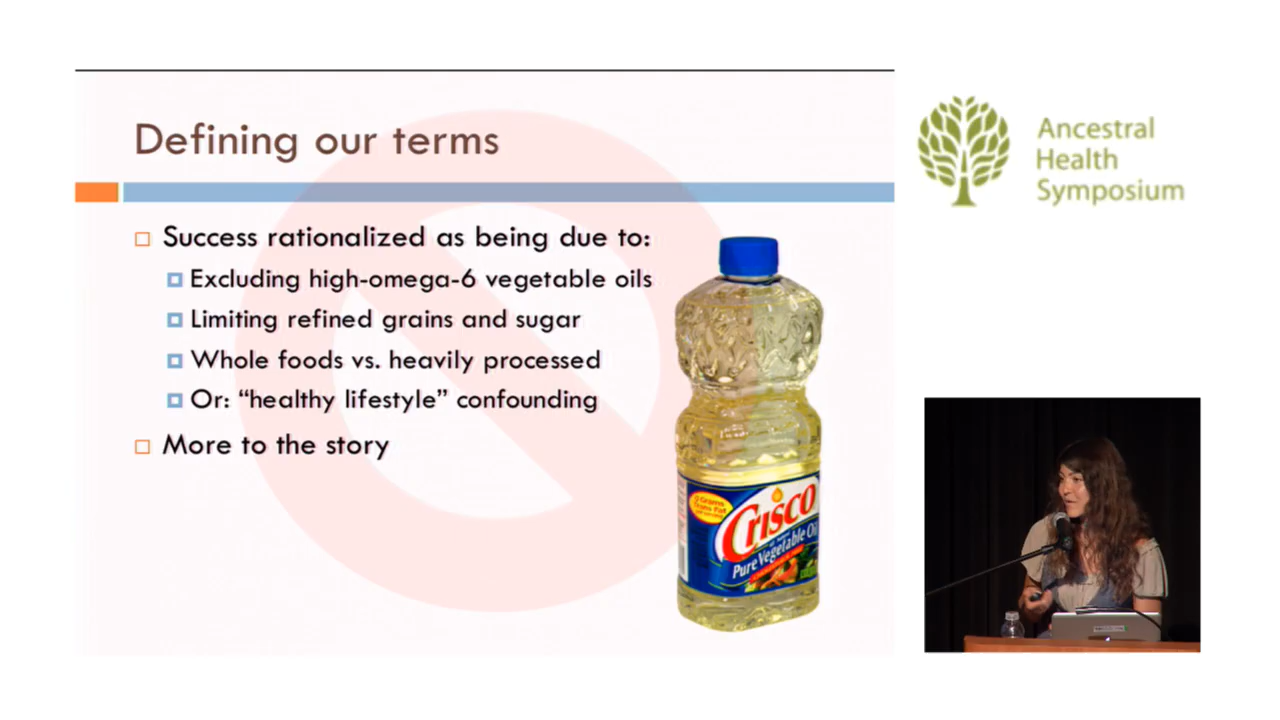 Defining our terms
Success rationalized as being due to:
Excluding high-omega-6 vegetable oils
Limiting refined grains and sugar
Whole foods vs. heavily processed
Or: “healthy lifestyle” confounding
More to the story
Crisco
Pure Vegetable Oil
Ancestral
Health
Symposium